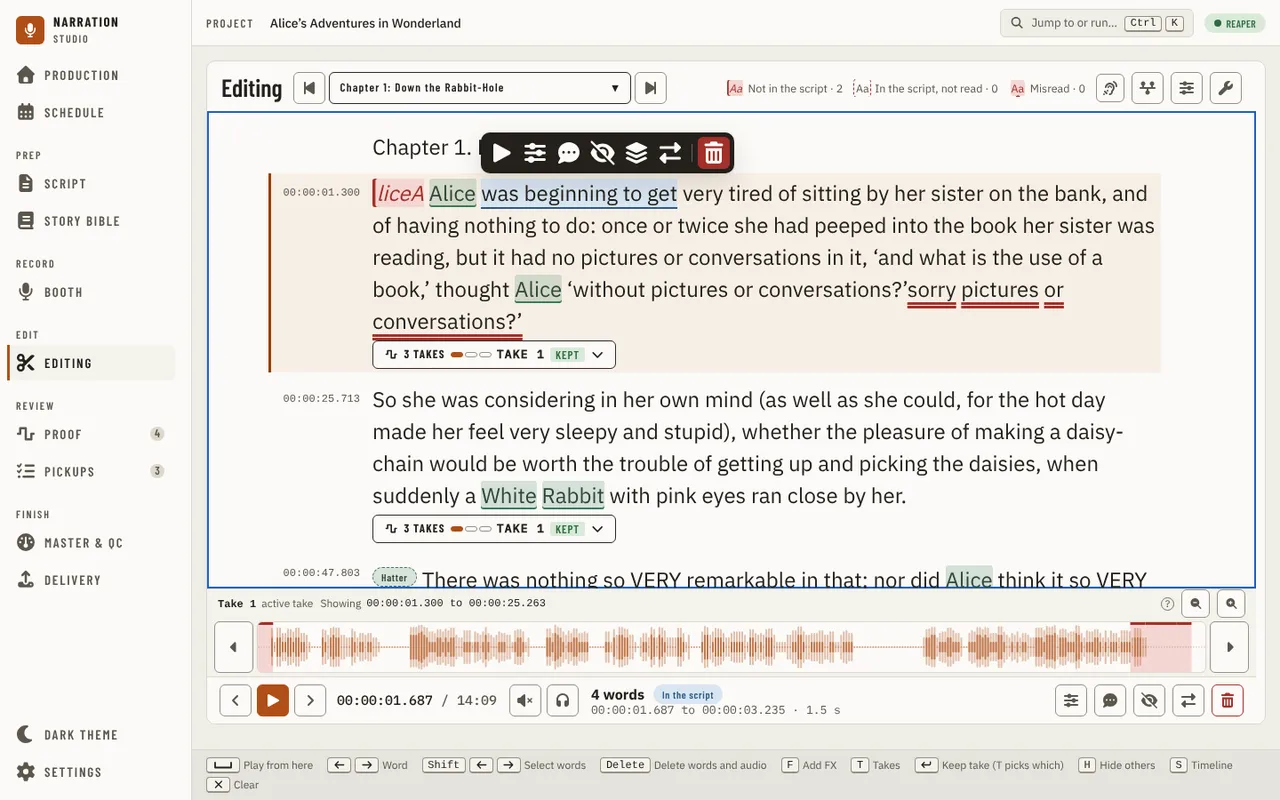 NARRATION
STUDIO
PRODUCTION
SCHEDULE
PREP
SCRIPT
STORY BIBLE
RECORD
BOOTH
EDIT
EDITING
REVIEW
PROOF 4
PICKUPS 3
FINISH
MASTER & QC
DELIVERY
DARK THEME
SETTINGS
PROJECT Alice’s Adventures in Wonderland
Jump to or run… Ctrl K
REAPER
Editing
Chapter 1: Down the Rabbit-Hole
Aa Not in the script · 2 Aa In the script, not read · 0 Aa Misread · 0
Chapter 1.
00:00:01.300 liceA Alice was beginning to get very tired of sitting by her sister on the bank, and
of having nothing to do: once or twice she had peeped into the book her sister was
reading, but it had no pictures or conversations in it, ‘and what is the use of a
book,’ thought Alice ‘without pictures or conversations?’sorry pictures or
conversations?’
3 TAKES TAKE 1 KEPT
00:00:25.713 So she was considering in her own mind (as well as she could, for the hot day
made her feel very sleepy and stupid), whether the pleasure of making a daisy-
chain would be worth the trouble of getting up and picking the daisies, when
suddenly a White Rabbit with pink eyes ran close by her.
3 TAKES TAKE 1 KEPT
00:00:47.803 Hatter There was nothing so VERY remarkable in that; nor did Alice think it so VERY
Take 1 active take Showing 00:00:01.300 to 00:00:25.263
?
00:00:01.687 / 14:09
4 words In the script
00:00:01.687 to 00:00:03.235 · 1.5 s
Play from here ← → Word Shift ← → Select words Delete Delete words and audio F Add FX T Takes ↵ Keep take (T picks which) H Hide others S Timeline
✕ Clear